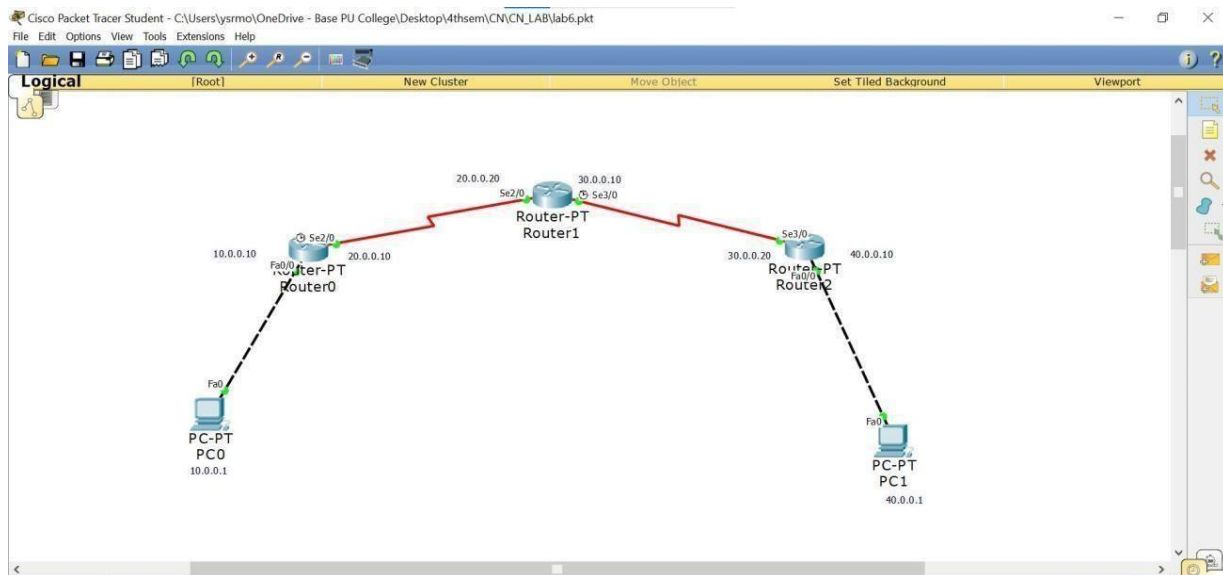 Cisco Packet Tracer Student - C:\Users\ysrmo\OneDrive - Base PU College\Desktop\4thsem\CN\CN_LAB\lab6.pkt
File Edit Options View Tools Extensions Help
Logical [Root] New Cluster Move Object Set Tiled Background Viewport
20.0.0.20 30.0.0.10
Se2/0 Se3/0
Router-PT
Router1
Se2/0 Se3/0
10.0.0.10 20.0.0.10 30.0.0.20 40.0.0.10
Fa0/0 Router-PT Router-PT
Router0 Fa0/0 Router2
Fa0
PC-PT
PC0
10.0.0.1
Fa0
PC-PT
PC1
40.0.0.1